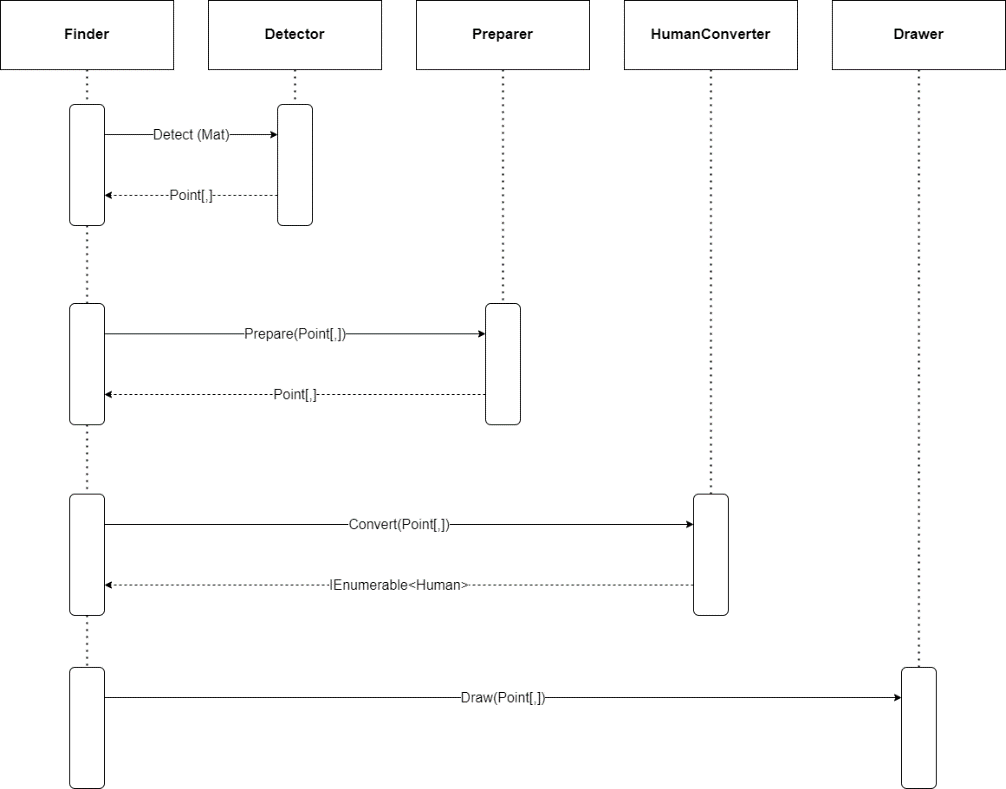 Finder
Detector
Preparer
HumanConverter
Drawer
Detect (Mat)
Point[,]
Prepare(Point[,])
Point[,]
Convert(Point[,])
IEnumerable<Human>
Draw(Point[,])